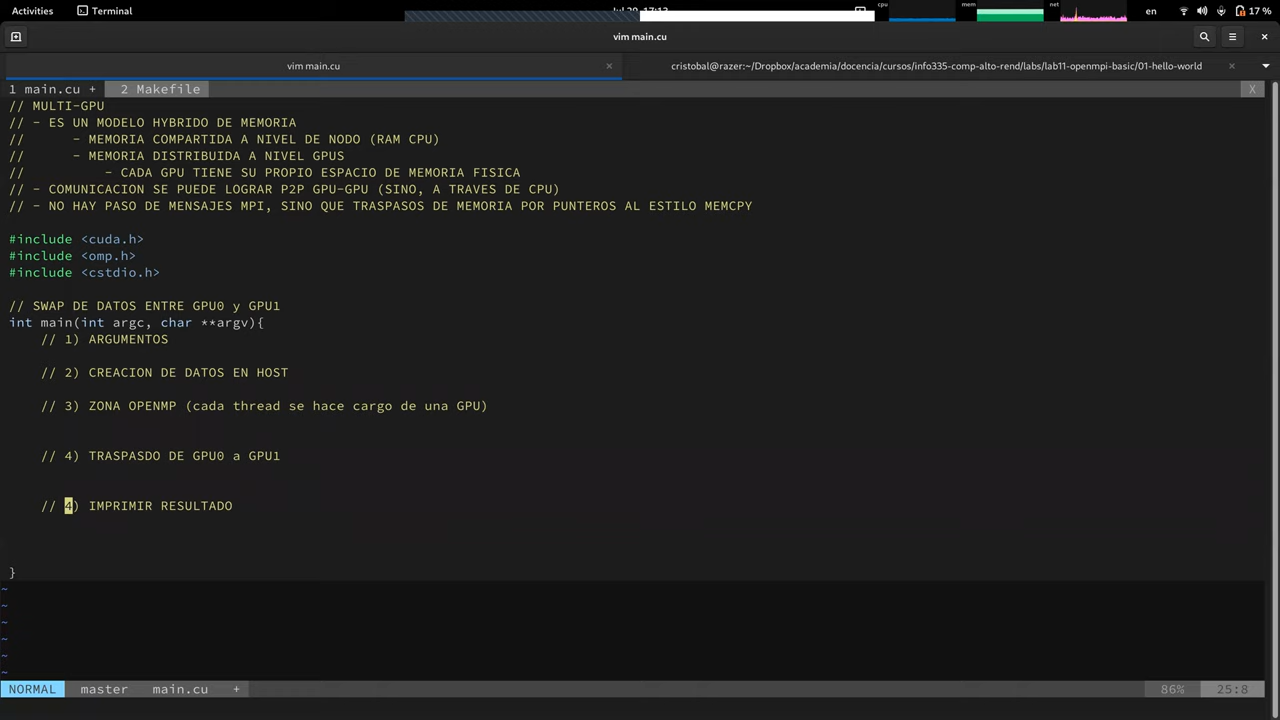 Activities Terminal cpu mem net en 17 %
vim main.cu
vim main.cu × cristobal@razer:~/Dropbox/academia/docencia/cursos/info335-comp-alto-rend/labs/lab11-openmpi-basic/01-hello-world ×
1 main.cu + 2 Makefile X
// MULTI-GPU
// - ES UN MODELO HYBRIDO DE MEMORIA
// - MEMORIA COMPARTIDA A NIVEL DE NODO (RAM CPU)
// - MEMORIA DISTRIBUIDA A NIVEL GPUS
// - CADA GPU TIENE SU PROPIO ESPACIO DE MEMORIA FISICA
// - COMUNICACION SE PUEDE LOGRAR P2P GPU-GPU (SINO, A TRAVES DE CPU)
// - NO HAY PASO DE MENSAJES MPI, SINO QUE TRASPASOS DE MEMORIA POR PUNTEROS AL ESTILO MEMCPY
#include <cuda.h>
#include <omp.h>
#include <cstdio.h>
// SWAP DE DATOS ENTRE GPU0 y GPU1
int main(int argc, char **argv){
// 1) ARGUMENTOS
// 2) CREACION DE DATOS EN HOST
// 3) ZONA OPENMP (cada thread se hace cargo de una GPU)
// 4) TRASPASDO DE GPU0 a GPU1
// 4) IMPRIMIR RESULTADO
}
~
~
~
~
~
~
NORMAL master main.cu + 86% 25:8